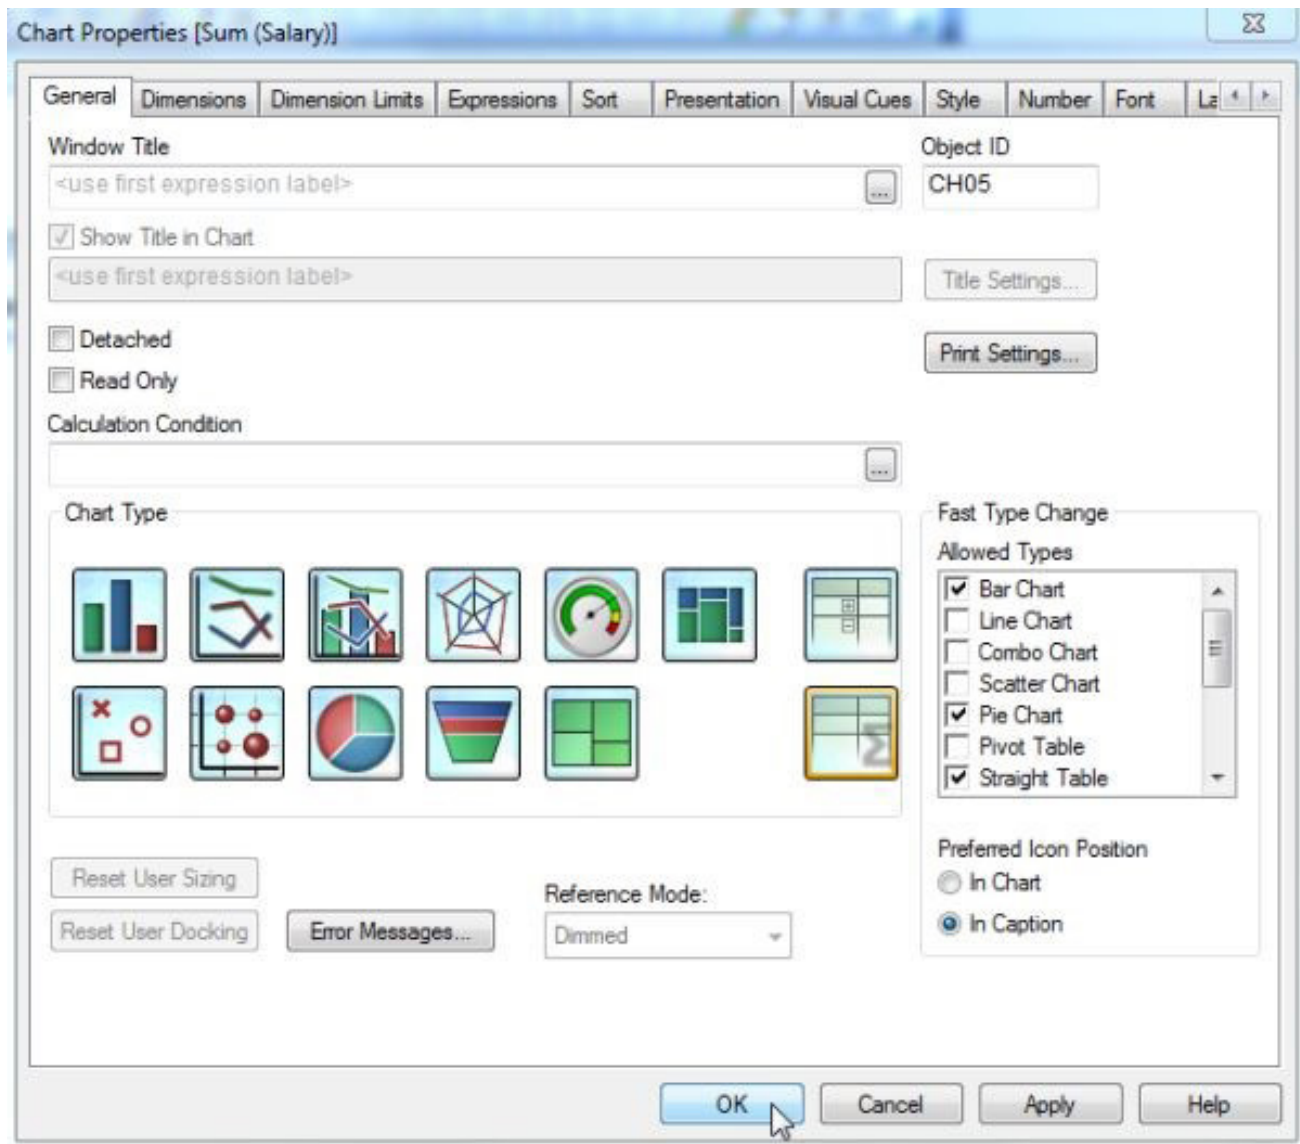 Chart Properties [Sum (Salary)]
General Dimensions Dimension Limits Expressions Sort Presentation Visual Cues Style Number Font La
Window Title
Object ID
<use first expression label>
...
CH05
Show Title in Chart
<use first expression label>
Title Settings...
Detached
Print Settings...
Read Only
Calculation Condition
...
Chart Type
Fast Type Change
Allowed Types
Bar Chart
Line Chart
Combo Chart
Scatter Chart
Pie Chart
Pivot Table
Straight Table
Preferred Icon Position
In Chart
In Caption
Reset User Sizing
Reference Mode:
Reset User Docking
Error Messages...
Dimmed
OK Cancel Apply Help